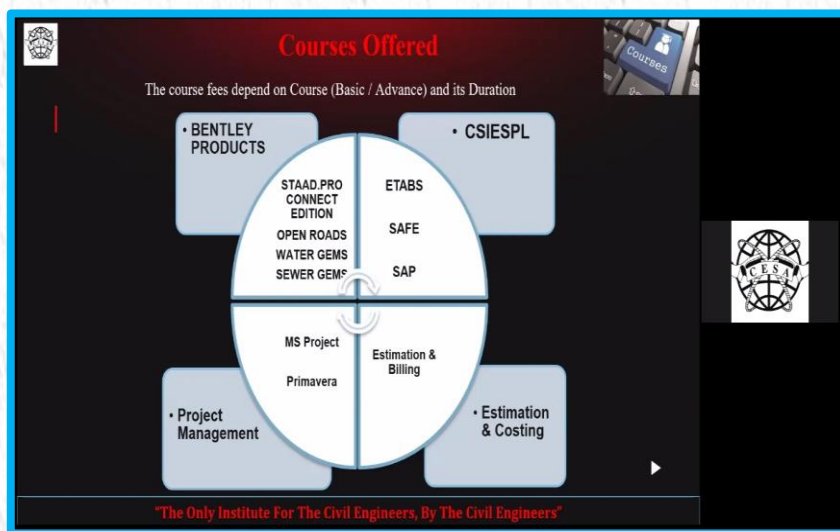 Courses Offered
Courses
The course fees depend on Course (Basic / Advance) and its Duration
• BENTLEY
PRODUCTS
STAAD.PRO
CONNECT
EDITION
OPEN ROADS
WATER GEMS
SEWER GEMS
• CSIESPL
ETABS
SAFE
SAP
CESA
MS Project
Primavera
• Project
Management
Estimation &
Billing
• Estimation
& Costing
"The Only Institute For The Civil Engineers, By The Civil Engineers"